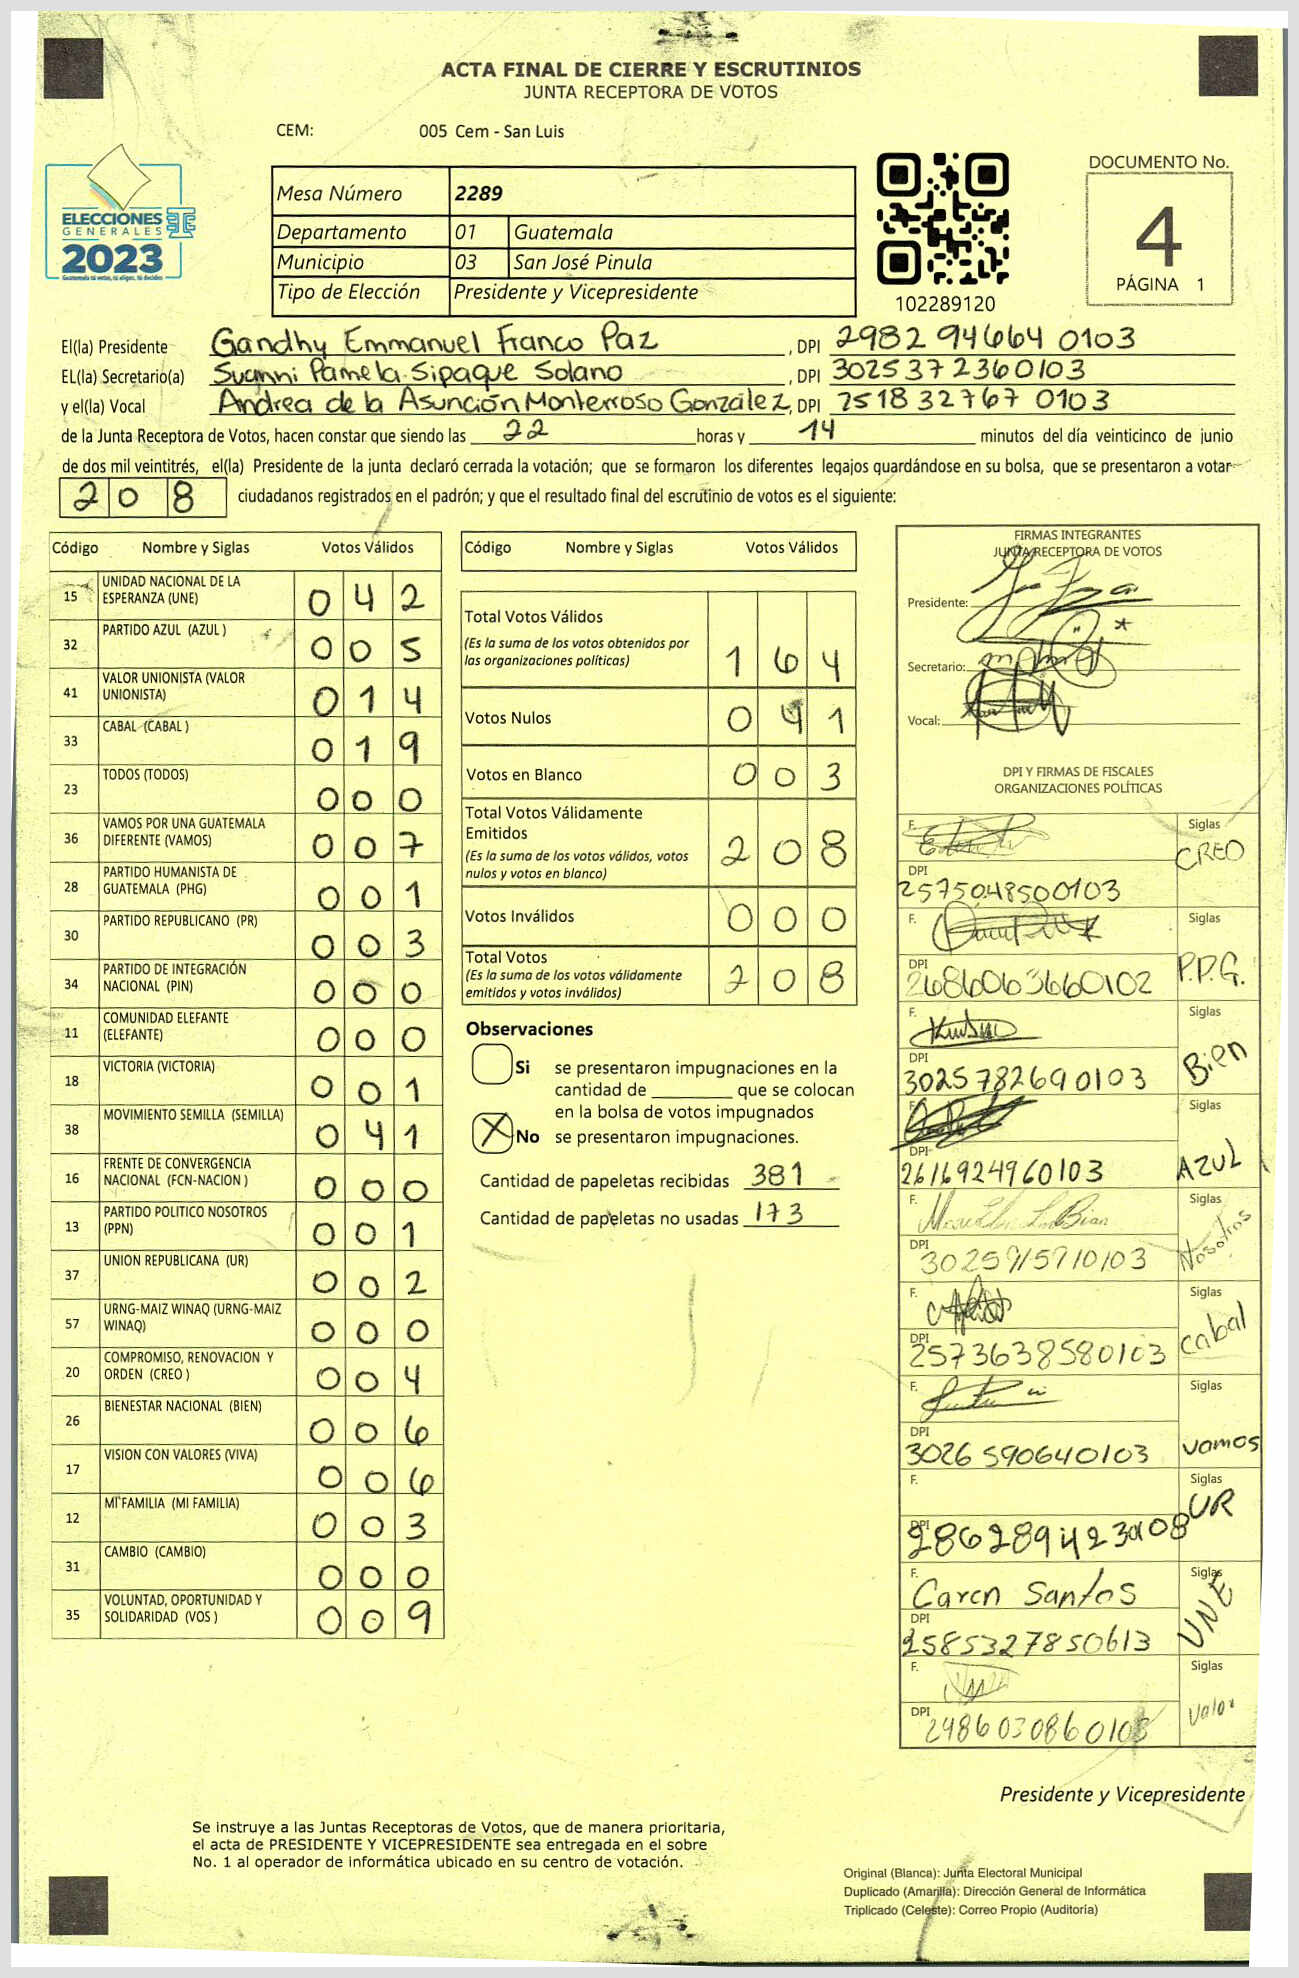 ACTA FINAL DE CIERRE Y ESCRUTINIOS
JUNTA RECEPTORA DE VOTOS
CEM: 005 Cem - San Luis
ELECCIONES
GENERALES
2023
Guatemala tú votas, tú eliges, tú decides
Mesa Número 2289
Departamento 01 Guatemala
Municipio 03 San José Pinula
Tipo de Elección Presidente y Vicepresidente
102289120
DOCUMENTO No.
4
PÁGINA 1
El(la) Presidente Gandhy Emmanuel Franco Paz , DPI 2982 94664 0103
EL(la) Secretario(a) Suanni Pamela Sipaque Solano , DPI 3025 37236 0103
y el(la) Vocal Andrea de la Asunción Monterroso González, DPI 2518 32767 0103
de la Junta Receptora de Votos, hacen constar que siendo las 22 horas y 14 minutos del día veinticinco de junio
de dos mil veintitrés, el(la) Presidente de la junta declaró cerrada la votación; que se formaron los diferentes legajos guardándose en su bolsa, que se presentaron a votar
208 ciudadanos registrados en el padrón; y que el resultado final del escrutinio de votos es el siguiente:
Código Nombre y Siglas Votos Válidos
15 UNIDAD NACIONAL DE LA ESPERANZA (UNE) 042
32 PARTIDO AZUL (AZUL ) 005
41 VALOR UNIONISTA (VALOR UNIONISTA) 014
33 CABAL (CABAL ) 019
23 TODOS (TODOS) 000
36 VAMOS POR UNA GUATEMALA DIFERENTE (VAMOS) 007
28 PARTIDO HUMANISTA DE GUATEMALA (PHG) 001
30 PARTIDO REPUBLICANO (PR) 003
34 PARTIDO DE INTEGRACIÓN NACIONAL (PIN) 000
11 COMUNIDAD ELEFANTE (ELEFANTE) 000
18 VICTORIA (VICTORIA) 001
38 MOVIMIENTO SEMILLA (SEMILLA) 041
16 FRENTE DE CONVERGENCIA NACIONAL (FCN-NACION ) 000
13 PARTIDO POLITICO NOSOTROS (PPN) 001
37 UNION REPUBLICANA (UR) 002
57 URNG-MAIZ WINAQ (URNG-MAIZ WINAQ) 000
20 COMPROMISO, RENOVACION Y ORDEN (CREO ) 004
26 BIENESTAR NACIONAL (BIEN) 006
17 VISION CON VALORES (VIVA) 006
12 MI FAMILIA (MI FAMILIA) 003
31 CAMBIO (CAMBIO) 000
35 VOLUNTAD, OPORTUNIDAD Y SOLIDARIDAD (VOS ) 009
Código Nombre y Siglas Votos Válidos
Total Votos Válidos
(Es la suma de los votos obtenidos por las organizaciones políticas) 164
Votos Nulos 041
Votos en Blanco 003
Total Votos Válidamente Emitidos
(Es la suma de los votos válidos, votos nulos y votos en blanco) 208
Votos Inválidos 000
Total Votos
(Es la suma de los votos válidamente emitidos y votos inválidos) 208
Observaciones
Si se presentaron impugnaciones en la
cantidad de ________ que se colocan
en la bolsa de votos impugnados
X No se presentaron impugnaciones.
Cantidad de papeletas recibidas 381
Cantidad de papeletas no usadas 173
FIRMAS INTEGRANTES
JUNTA RECEPTORA DE VOTOS
Presidente:
Secretario:
Vocal:
DPI Y FIRMAS DE FISCALES
ORGANIZACIONES POLÍTICAS
F. Siglas CREO
DPI 2575048500103
F. Siglas P.P.G.
DPI 2686063660102
F. Siglas Bien
DPI 3025782690103
F. Siglas AZUL
DPI 2616924960103
F. Siglas Nosotros
DPI 3025915910103
F. Siglas Cabal
DPI 2573638580103
F. Siglas vamos
DPI 3026590640103
F. Siglas UR
DPI
F. Caren Santos Siglas UNE
DPI 2585327850613
F. Siglas Valor
DPI 2486030860103
Presidente y Vicepresidente
Se instruye a las Juntas Receptoras de Votos, que de manera prioritaria,
el acta de PRESIDENTE Y VICEPRESIDENTE sea entregada en el sobre
No. 1 al operador de informática ubicado en su centro de votación.
Original (Blanca): Junta Electoral Municipal
Duplicado (Amarilla): Dirección General de Informática
Triplicado (Celeste): Correo Propio (Auditoría)